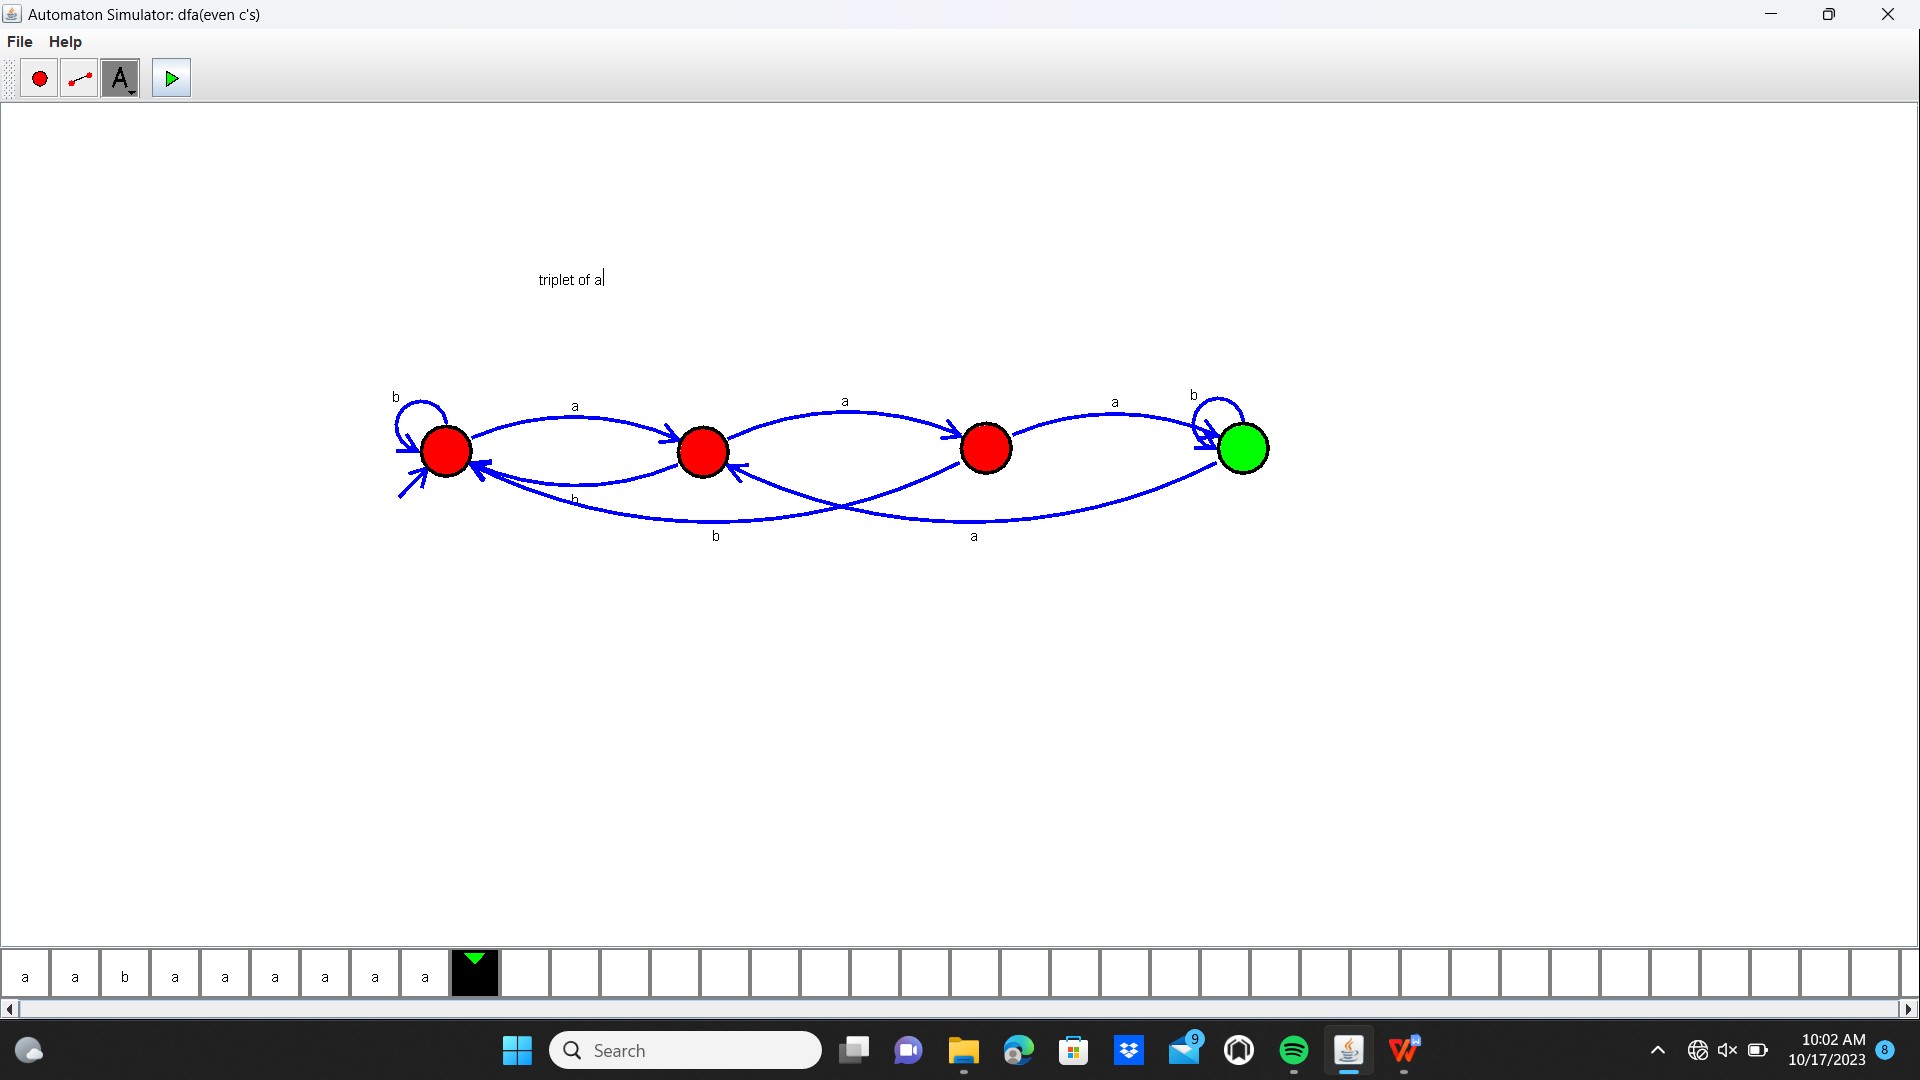 Automaton Simulator: dfa(even c's)
File Help
A
triplet of a
b a a a b
b
b a
a a b a a a a a a
Search
9
10:02 AM
10/17/2023
8